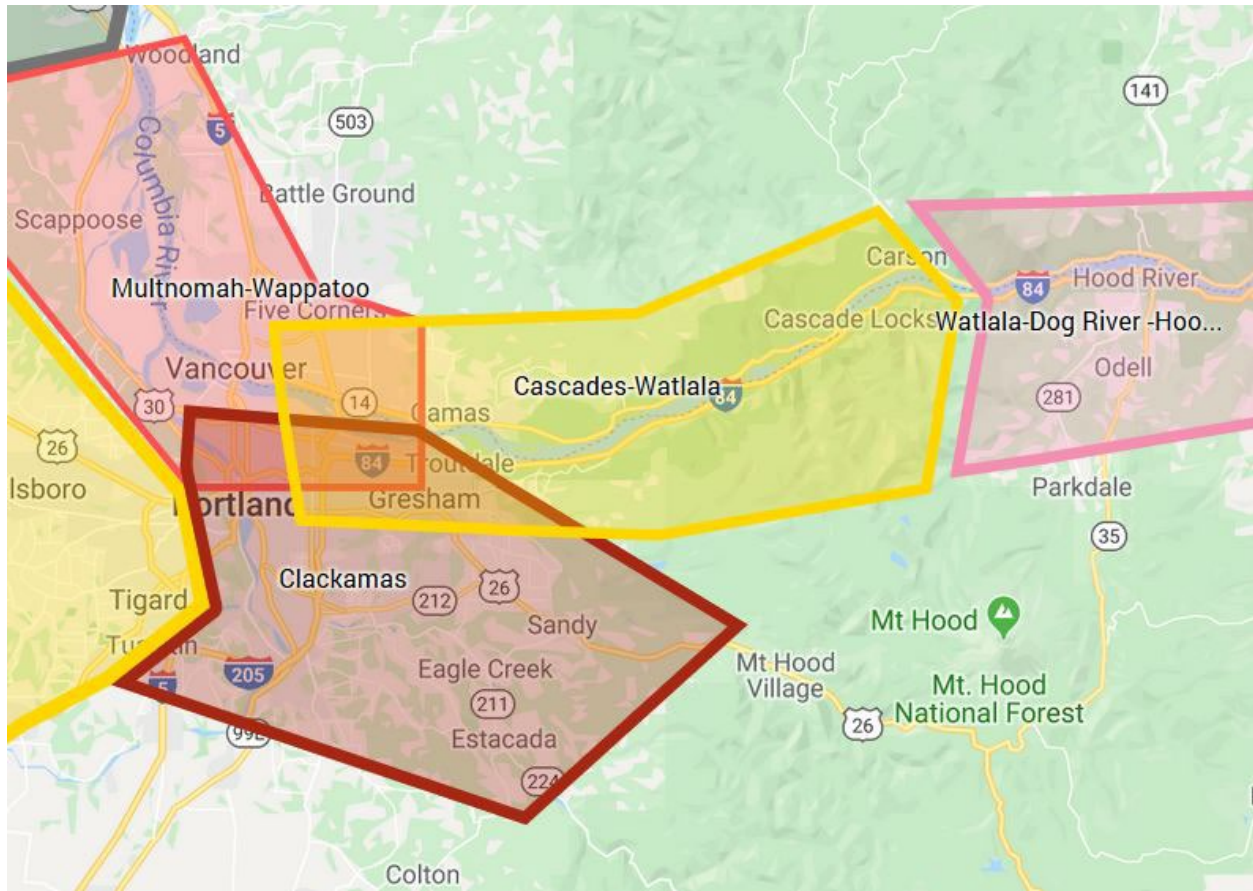 Woodland
141
5
503
Columbia River
Battle Ground
Scappoose
Carson
84
Hood River
Multnomah-Wappatoo
Five Corners
Cascade Locks
Watlala-Dog River -Hoo...
Vancouver
Odell
Cascades-Watlala
84
281
30
14
Camas
26
84
Troutdale
lsboro
Portland
Gresham
Parkdale
35
Clackamas
26
Tigard
212
Mt Hood
Sandy
Mt Hood
Village
205
Eagle Creek
5
211
Mt. Hood
National Forest
26
99E
Estacada
224
Colton